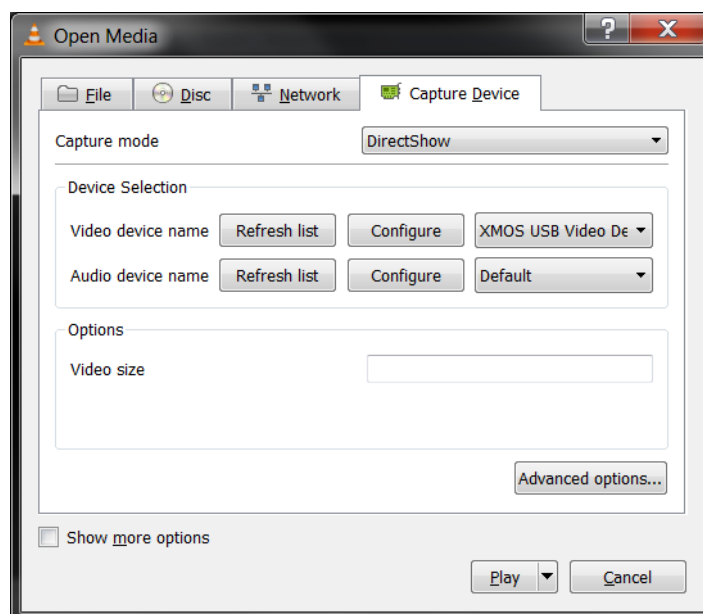 Open Media
File Disc Network Capture Device
Capture mode DirectShow
Device Selection
Video device name Refresh list Configure XMOS USB Video De
Audio device name Refresh list Configure Default
Options
Video size
Advanced options...
Show more options
Play Cancel